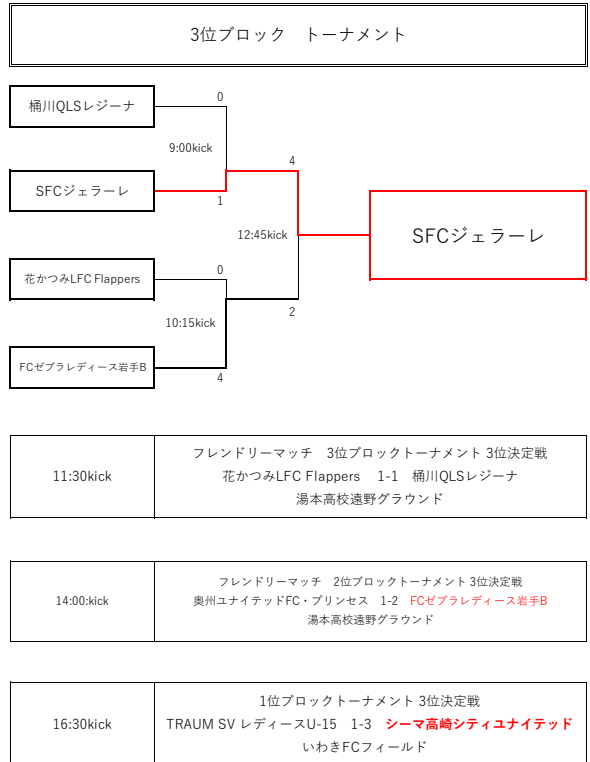 3位ブロック　トーナメント
桶川QLSレジーナ
0
9:00kick
4
SFCジェラーレ
1
12:45kick
SFCジェラーレ
花かつみLFC Flappers
0
10:15kick
2
FCゼブラレディース岩手B
4
11:30kick
フレンドリーマッチ　3位ブロックトーナメント 3位決定戦
花かつみLFC Flappers　1-1　桶川QLSレジーナ
湯本高校遠野グラウンド
14:00:kick
フレンドリーマッチ　2位ブロックトーナメント 3位決定戦
奥州ユナイテッドFC・プリンセス　1-2　FCゼブラレディース岩手B
湯本高校遠野グラウンド
16:30kick
1位ブロックトーナメント 3位決定戦
TRAUM SV レディースU-15　1-3　シーマ高崎シティユナイテッド
いわきFCフィールド